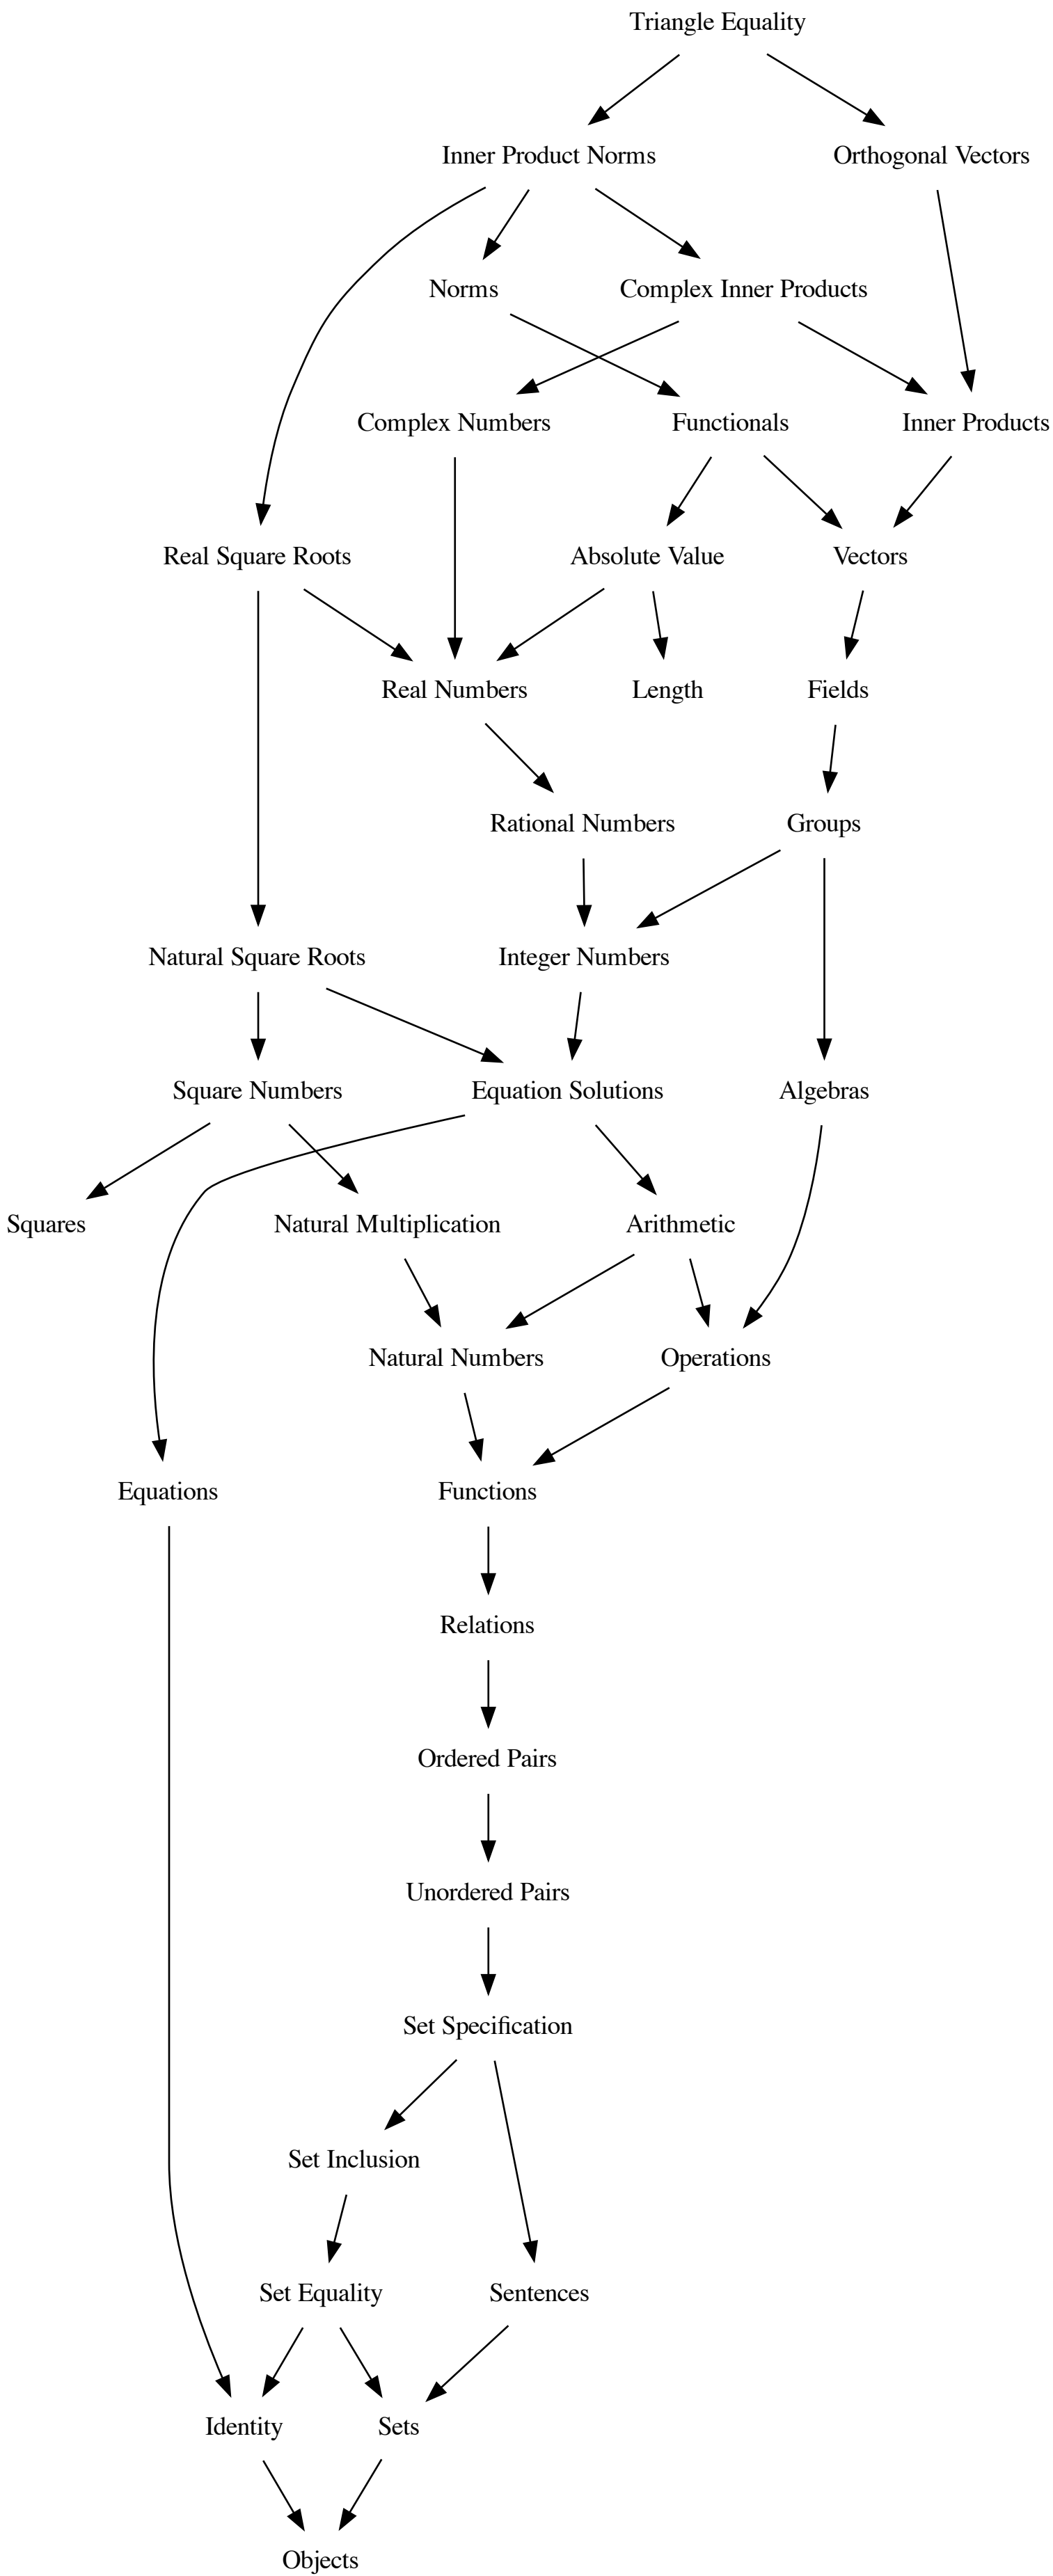 Triangle Equality
Inner Product Norms
Orthogonal Vectors
Norms
Complex Inner Products
Complex Numbers
Functionals
Inner Products
Real Square Roots
Absolute Value
Vectors
Real Numbers
Length
Fields
Rational Numbers
Groups
Natural Square Roots
Integer Numbers
Square Numbers
Equation Solutions
Algebras
Squares
Natural Multiplication
Arithmetic
Natural Numbers
Operations
Equations
Functions
Relations
Ordered Pairs
Unordered Pairs
Set Specification
Set Inclusion
Set Equality
Sentences
Identity
Sets
Objects